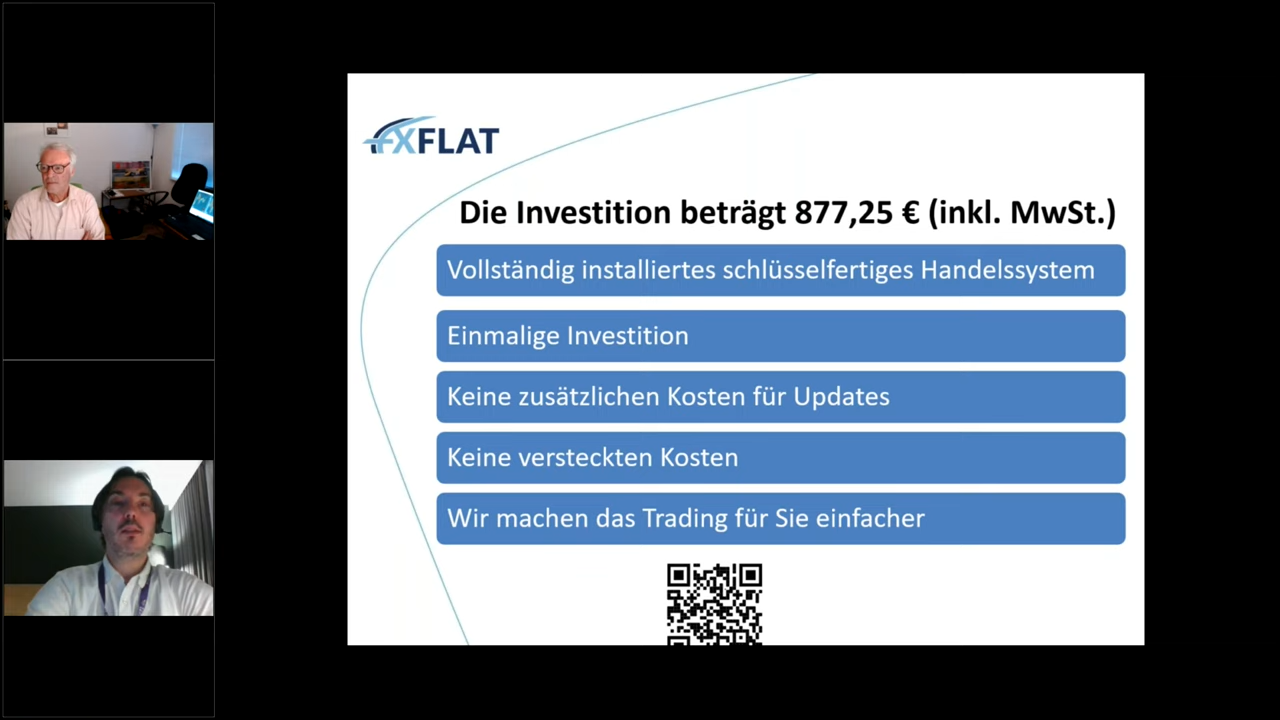 FXFLAT
Die Investition beträgt 877,25 € (inkl. MwSt.)
Vollständig installiertes schlüsselfertiges Handelssystem
Einmalige Investition
Keine zusätzlichen Kosten für Updates
Keine versteckten Kosten
Wir machen das Trading für Sie einfacher